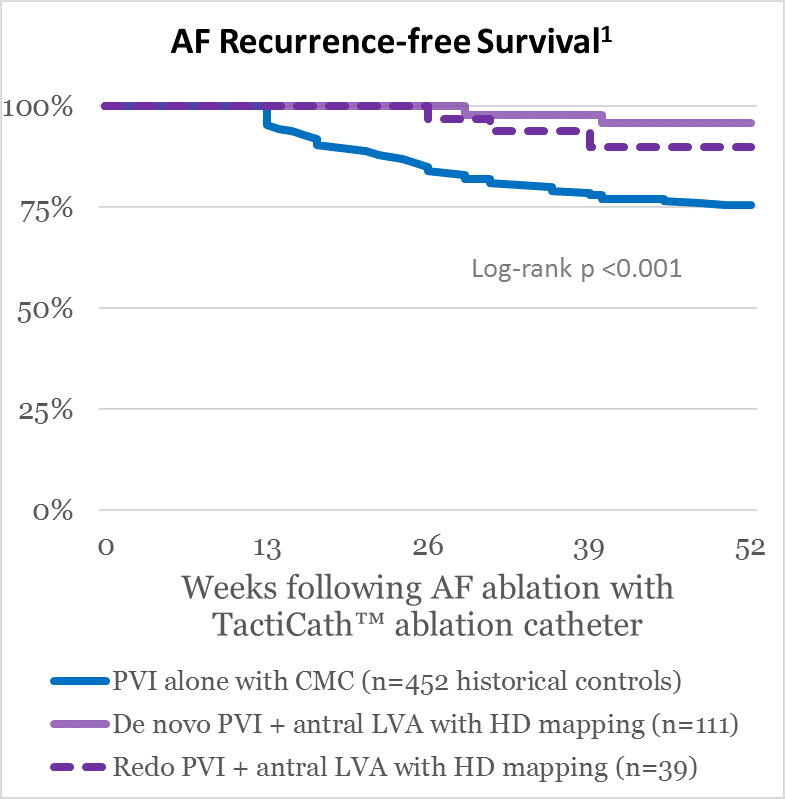 AF Recurrence-free Survival¹
100%
75%
Log-rank p <0.001
50%
25%
0%
0 13 26 39 52
Weeks following AF ablation with
TactiCath™ ablation catheter
PVI alone with CMC (n=452 historical controls)
De novo PVI + antral LVA with HD mapping (n=111)
Redo PVI + antral LVA with HD mapping (n=39)